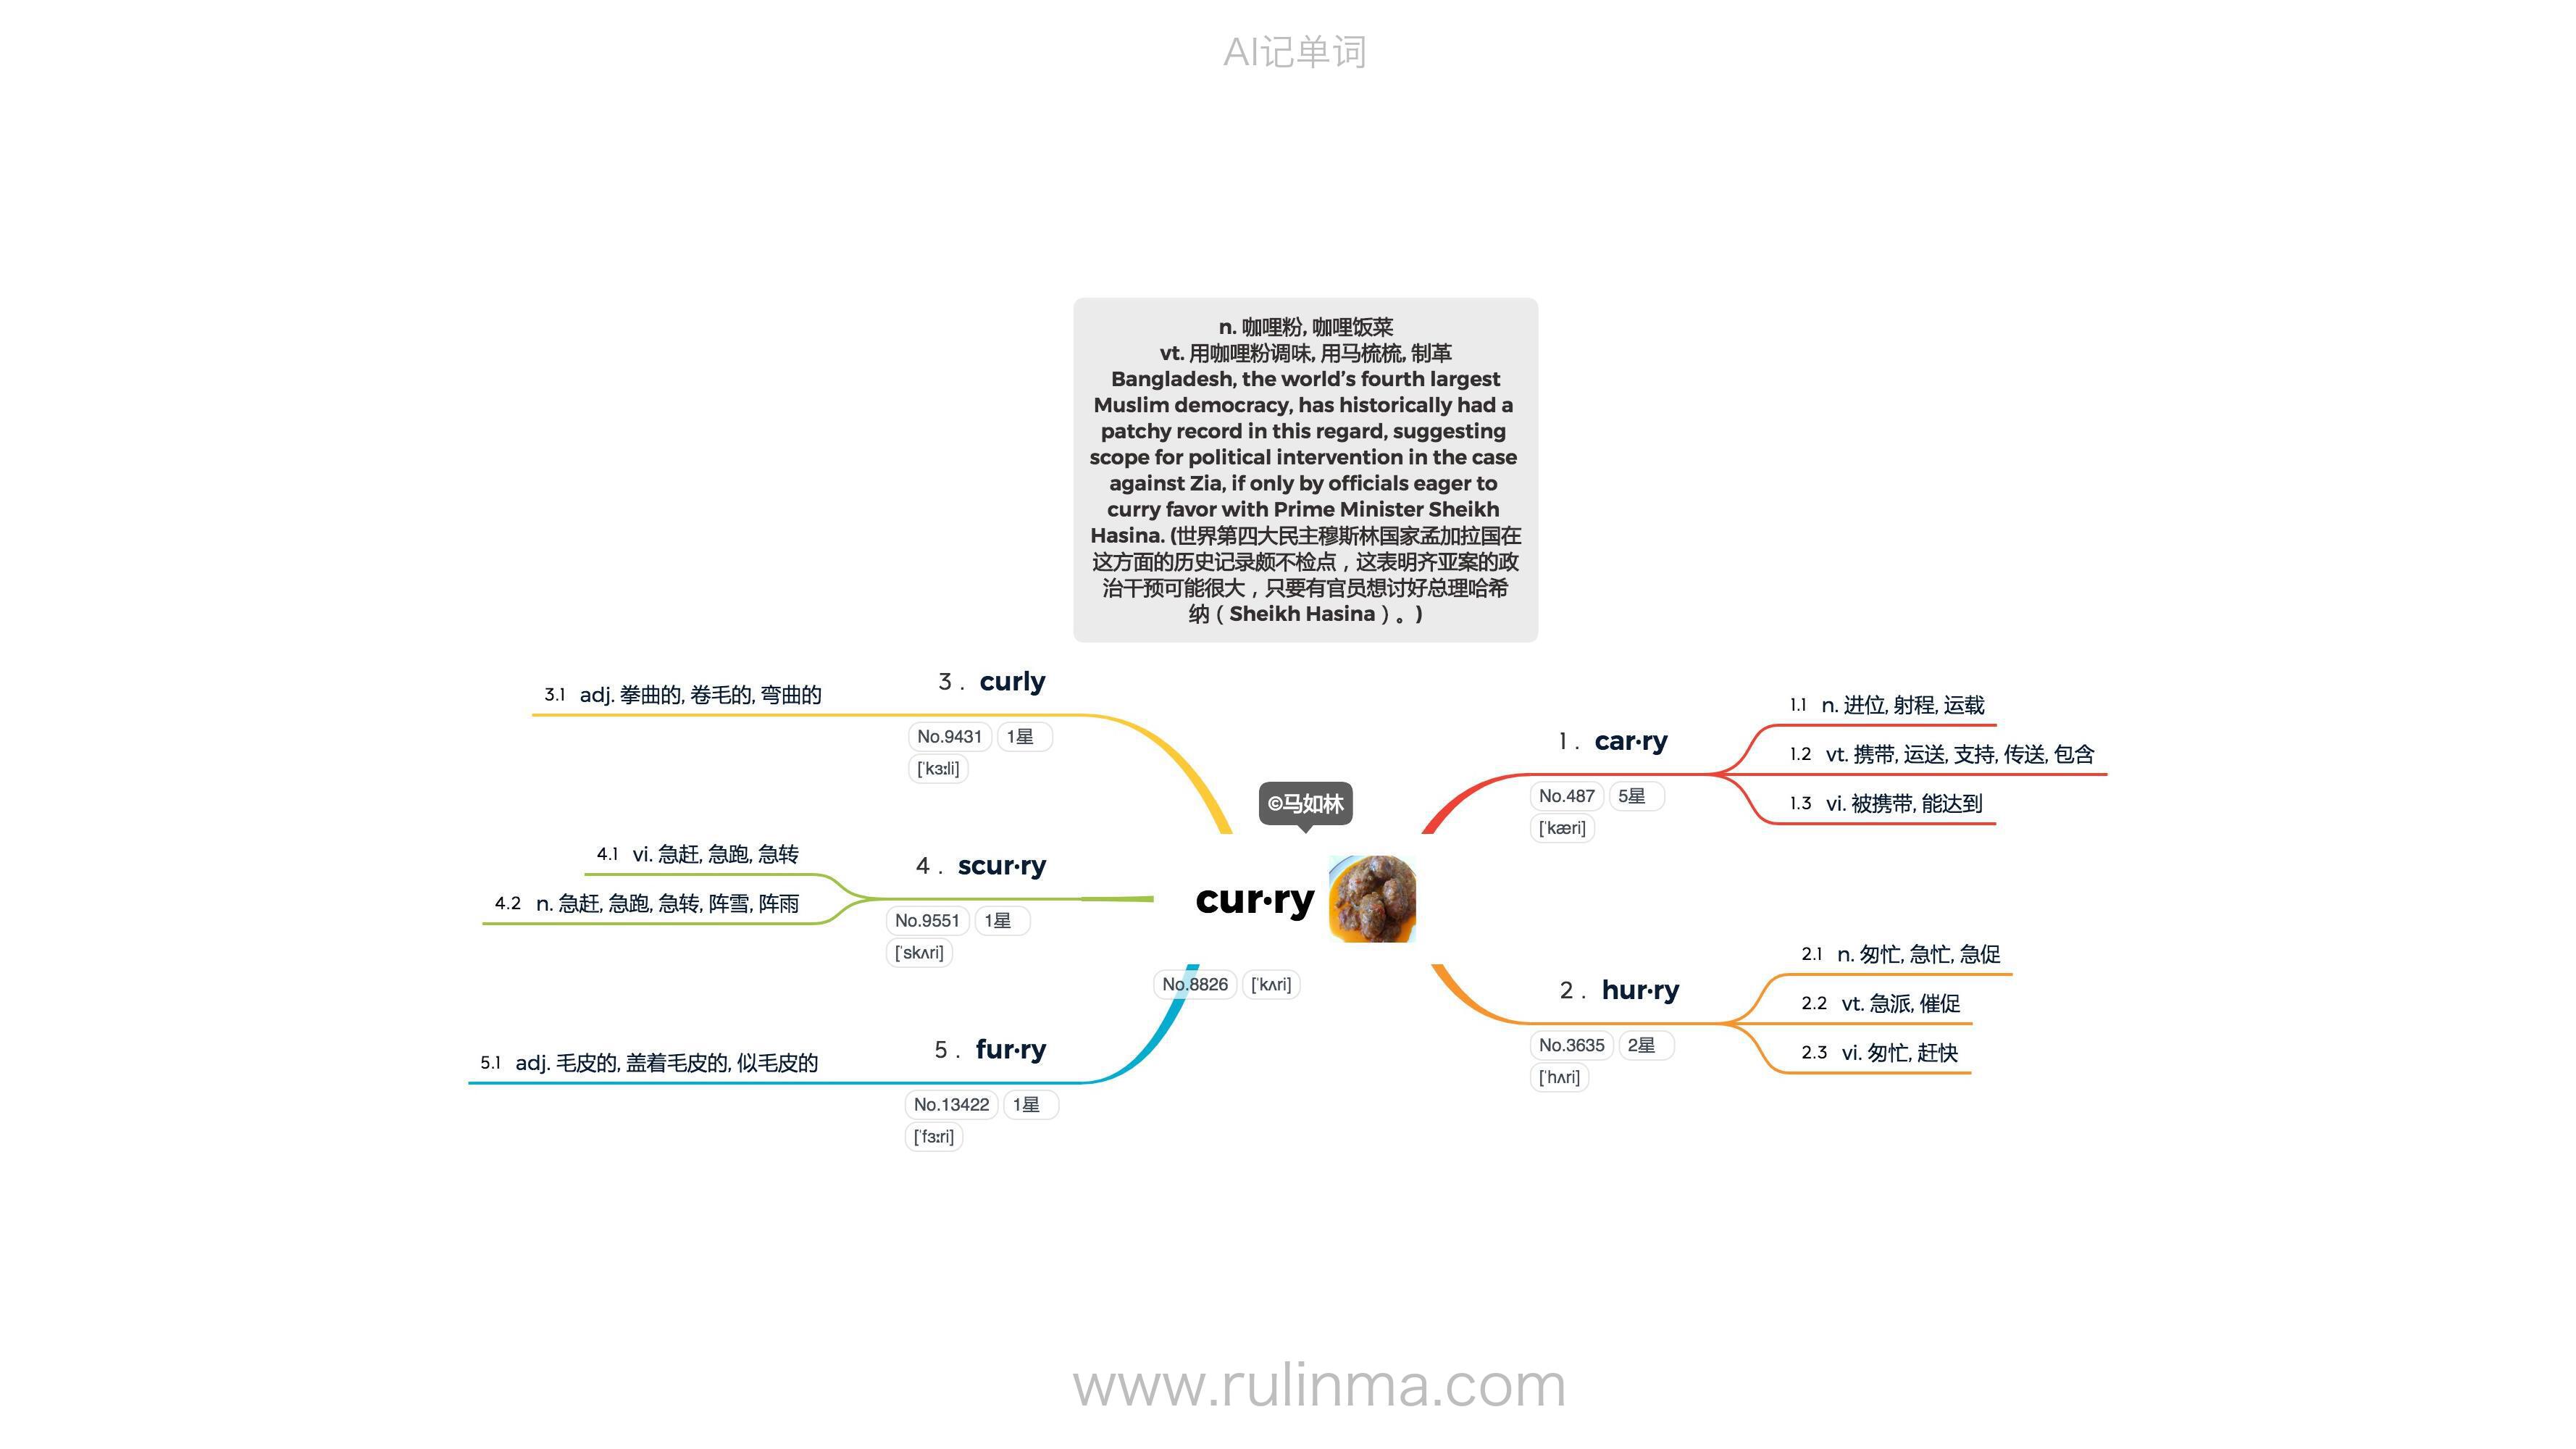 AI记单词
n. 咖哩粉, 咖哩饭菜
vt. 用咖哩粉调味, 用马梳梳, 制革
Bangladesh, the world’s fourth largest
Muslim democracy, has historically had a
patchy record in this regard, suggesting
scope for political intervention in the case
against Zia, if only by officials eager to
curry favor with Prime Minister Sheikh
Hasina. (世界第四大民主穆斯林国家孟加拉国在
这方面的历史记录颇不检点，这表明齐亚案的政
治干预可能很大，只要有官员想讨好总理哈希
纳（Sheikh Hasina）。)
©马如林
cur·ry
No.8826 [ˈkʌri]
1. car·ry
No.487 5星
[ˈkæri]
1.1 n. 进位, 射程, 运载
1.2 vt. 携带, 运送, 支持, 传送, 包含
1.3 vi. 被携带, 能达到
2. hur·ry
No.3635 2星
[ˈhʌri]
2.1 n. 匆忙, 急忙, 急促
2.2 vt. 急派, 催促
2.3 vi. 匆忙, 赶快
3. curly
No.9431 1星
[ˈkɜːli]
3.1 adj. 拳曲的, 卷毛的, 弯曲的
4. scur·ry
No.9551 1星
[ˈskʌri]
4.1 vi. 急赶, 急跑, 急转
4.2 n. 急赶, 急跑, 急转, 阵雪, 阵雨
5. fur·ry
No.13422 1星
[ˈfɜːri]
5.1 adj. 毛皮的, 盖着毛皮的, 似毛皮的
www.rulinma.com